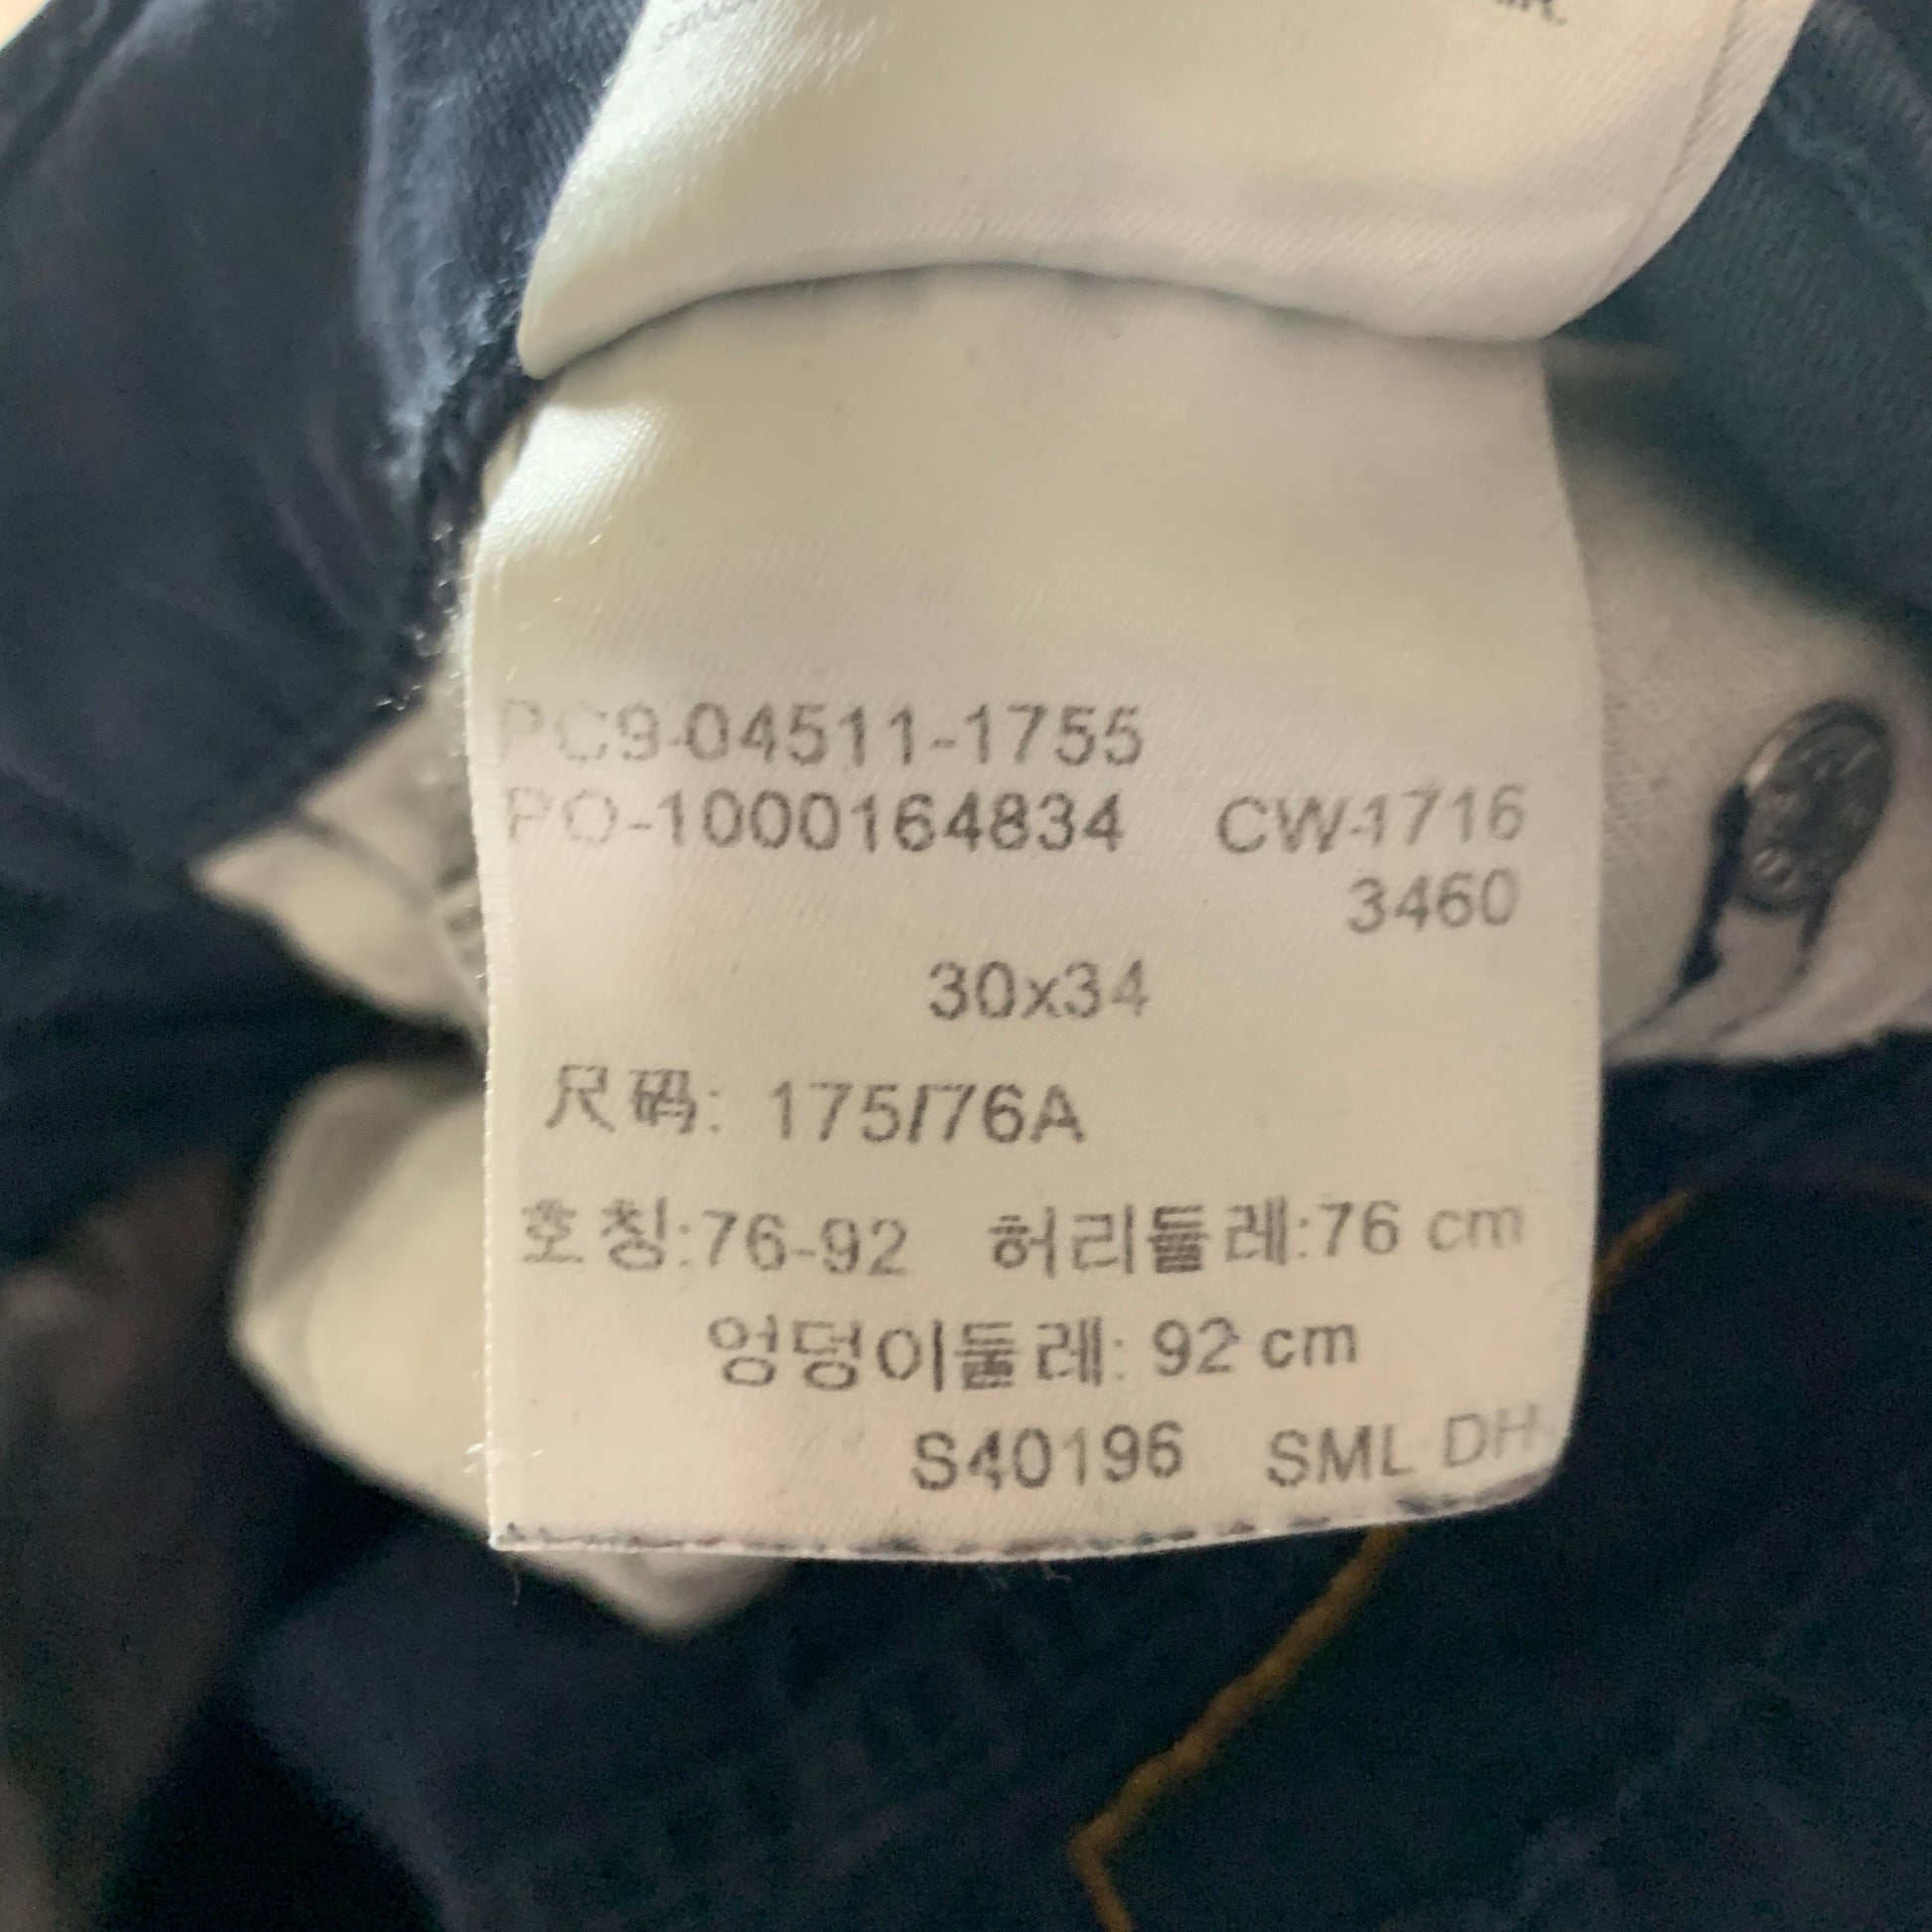 PC9-04511-1755
PO-1000164834 CW-1716
3460
30x34
尺码: 175/76A
호칭:76-92 허리둘레:76 cm
엉덩이둘레: 92 cm
S40196 SML DH